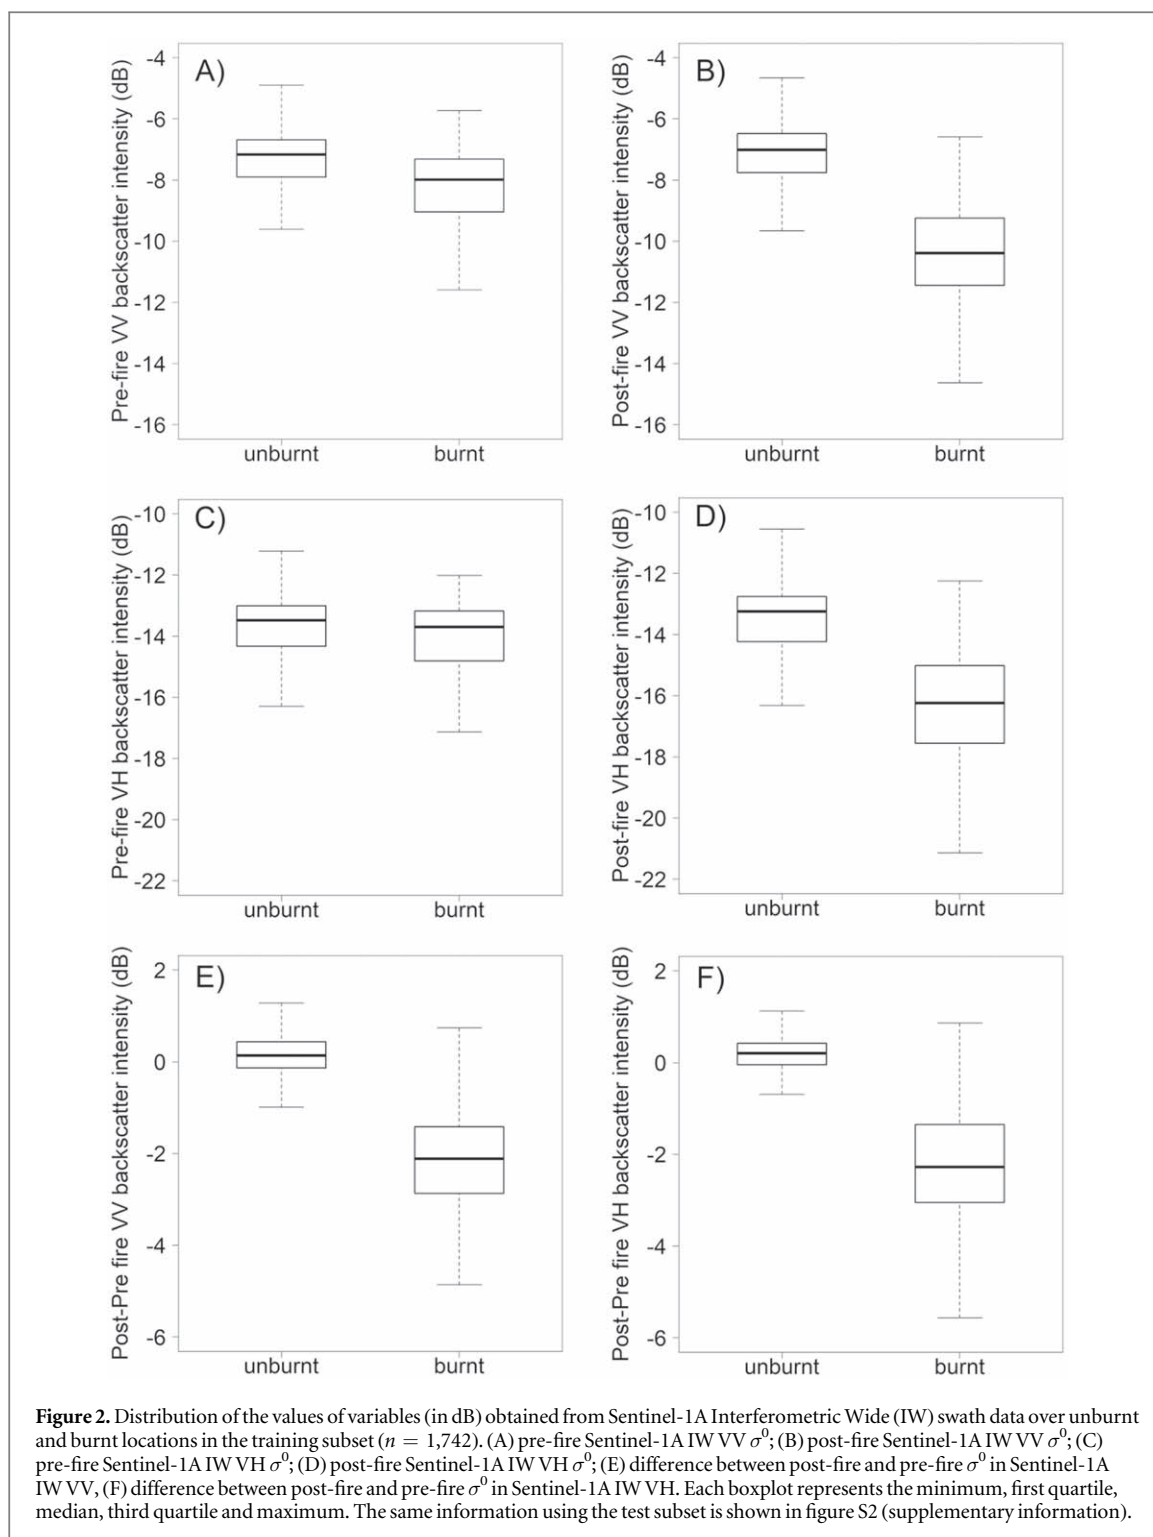 Pre-fire VV backscatter intensity (dB)
-4
-6
-8
-10
-12
-14
-16
A)
unburnt burnt
Post-fire VV backscatter intensity (dB)
-4
-6
-8
-10
-12
-14
-16
B)
unburnt burnt
Pre-fire VH backscatter intensity (dB)
-10
-12
-14
-16
-18
-20
-22
C)
unburnt burnt
Post-fire VH backscatter intensity (dB)
-10
-12
-14
-16
-18
-20
-22
D)
unburnt burnt
Post-Pre fire VV backscatter intensity (dB)
2
0
-2
-4
-6
E)
unburnt burnt
Post-Pre fire VH backscatter intensity (dB)
2
0
-2
-4
-6
F)
unburnt burnt
Figure 2. Distribution of the values of variables (in dB) obtained from Sentinel-1A Interferometric Wide (IW) swath data over unburnt
and burnt locations in the training subset (n = 1,742). (A) pre-fire Sentinel-1A IW VV σ⁰; (B) post-fire Sentinel-1A IW VV σ⁰; (C)
pre-fire Sentinel-1A IW VH σ⁰; (D) post-fire Sentinel-1A IW VH σ⁰; (E) difference between post-fire and pre-fire σ⁰ in Sentinel-1A
IW VV, (F) difference between post-fire and pre-fire σ⁰ in Sentinel-1A IW VH. Each boxplot represents the minimum, first quartile,
median, third quartile and maximum. The same information using the test subset is shown in figure S2 (supplementary information).